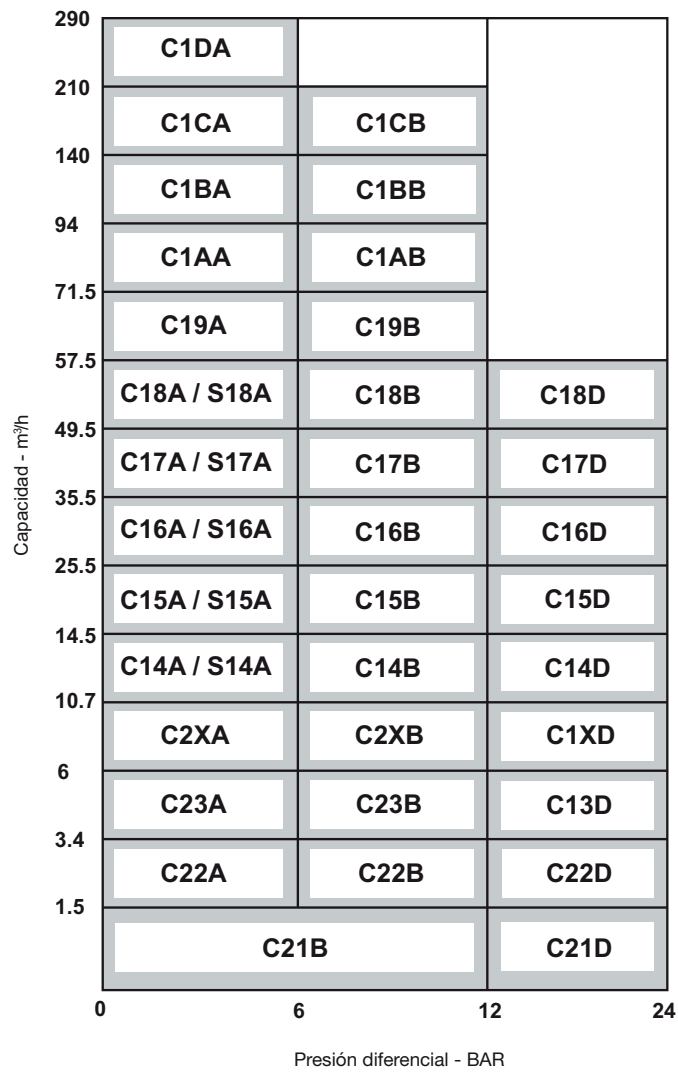 290
C1DA
210
C1CA C1CB
140
C1BA C1BB
94
C1AA C1AB
71.5
C19A C19B
57.5
C18A / S18A C18B C18D
49.5
C17A / S17A C17B C17D
35.5
C16A / S16A C16B C16D
25.5
C15A / S15A C15B C15D
14.5
C14A / S14A C14B C14D
10.7
C2XA C2XB C1XD
6
C23A C23B C13D
3.4
C22A C22B C22D
1.5
C21B C21D
0 6 12 24
Capacidad - m³/h
Presión diferencial - BAR